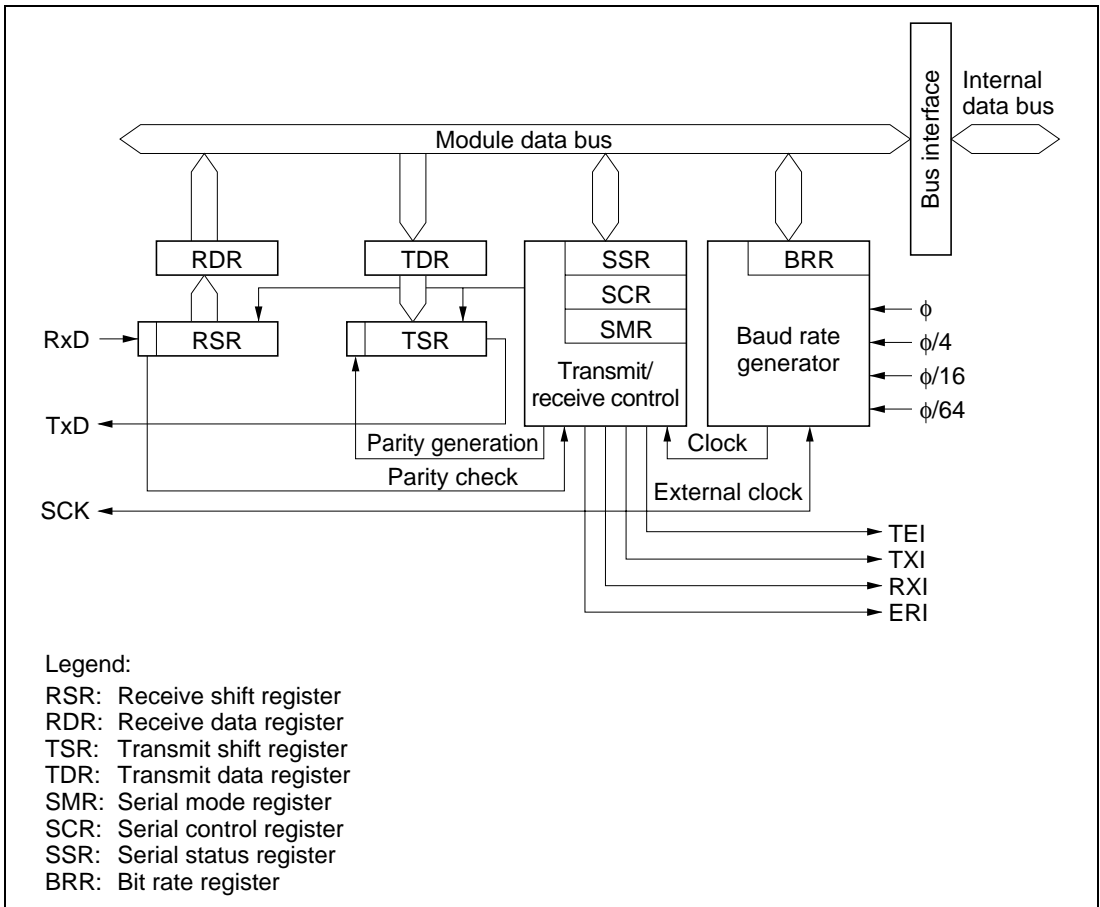 Internal
data bus
Bus interface
Module data bus
RDR
TDR
SSR
BRR
SCR
SMR
RxD
RSR
TSR
Transmit/
receive control
Baud rate
generator
ϕ
ϕ/4
ϕ/16
ϕ/64
TxD
Parity generation
Clock
Parity check
External clock
SCK
TEI
TXI
RXI
ERI
Legend:
RSR: Receive shift register
RDR: Receive data register
TSR: Transmit shift register
TDR: Transmit data register
SMR: Serial mode register
SCR: Serial control register
SSR: Serial status register
BRR: Bit rate register